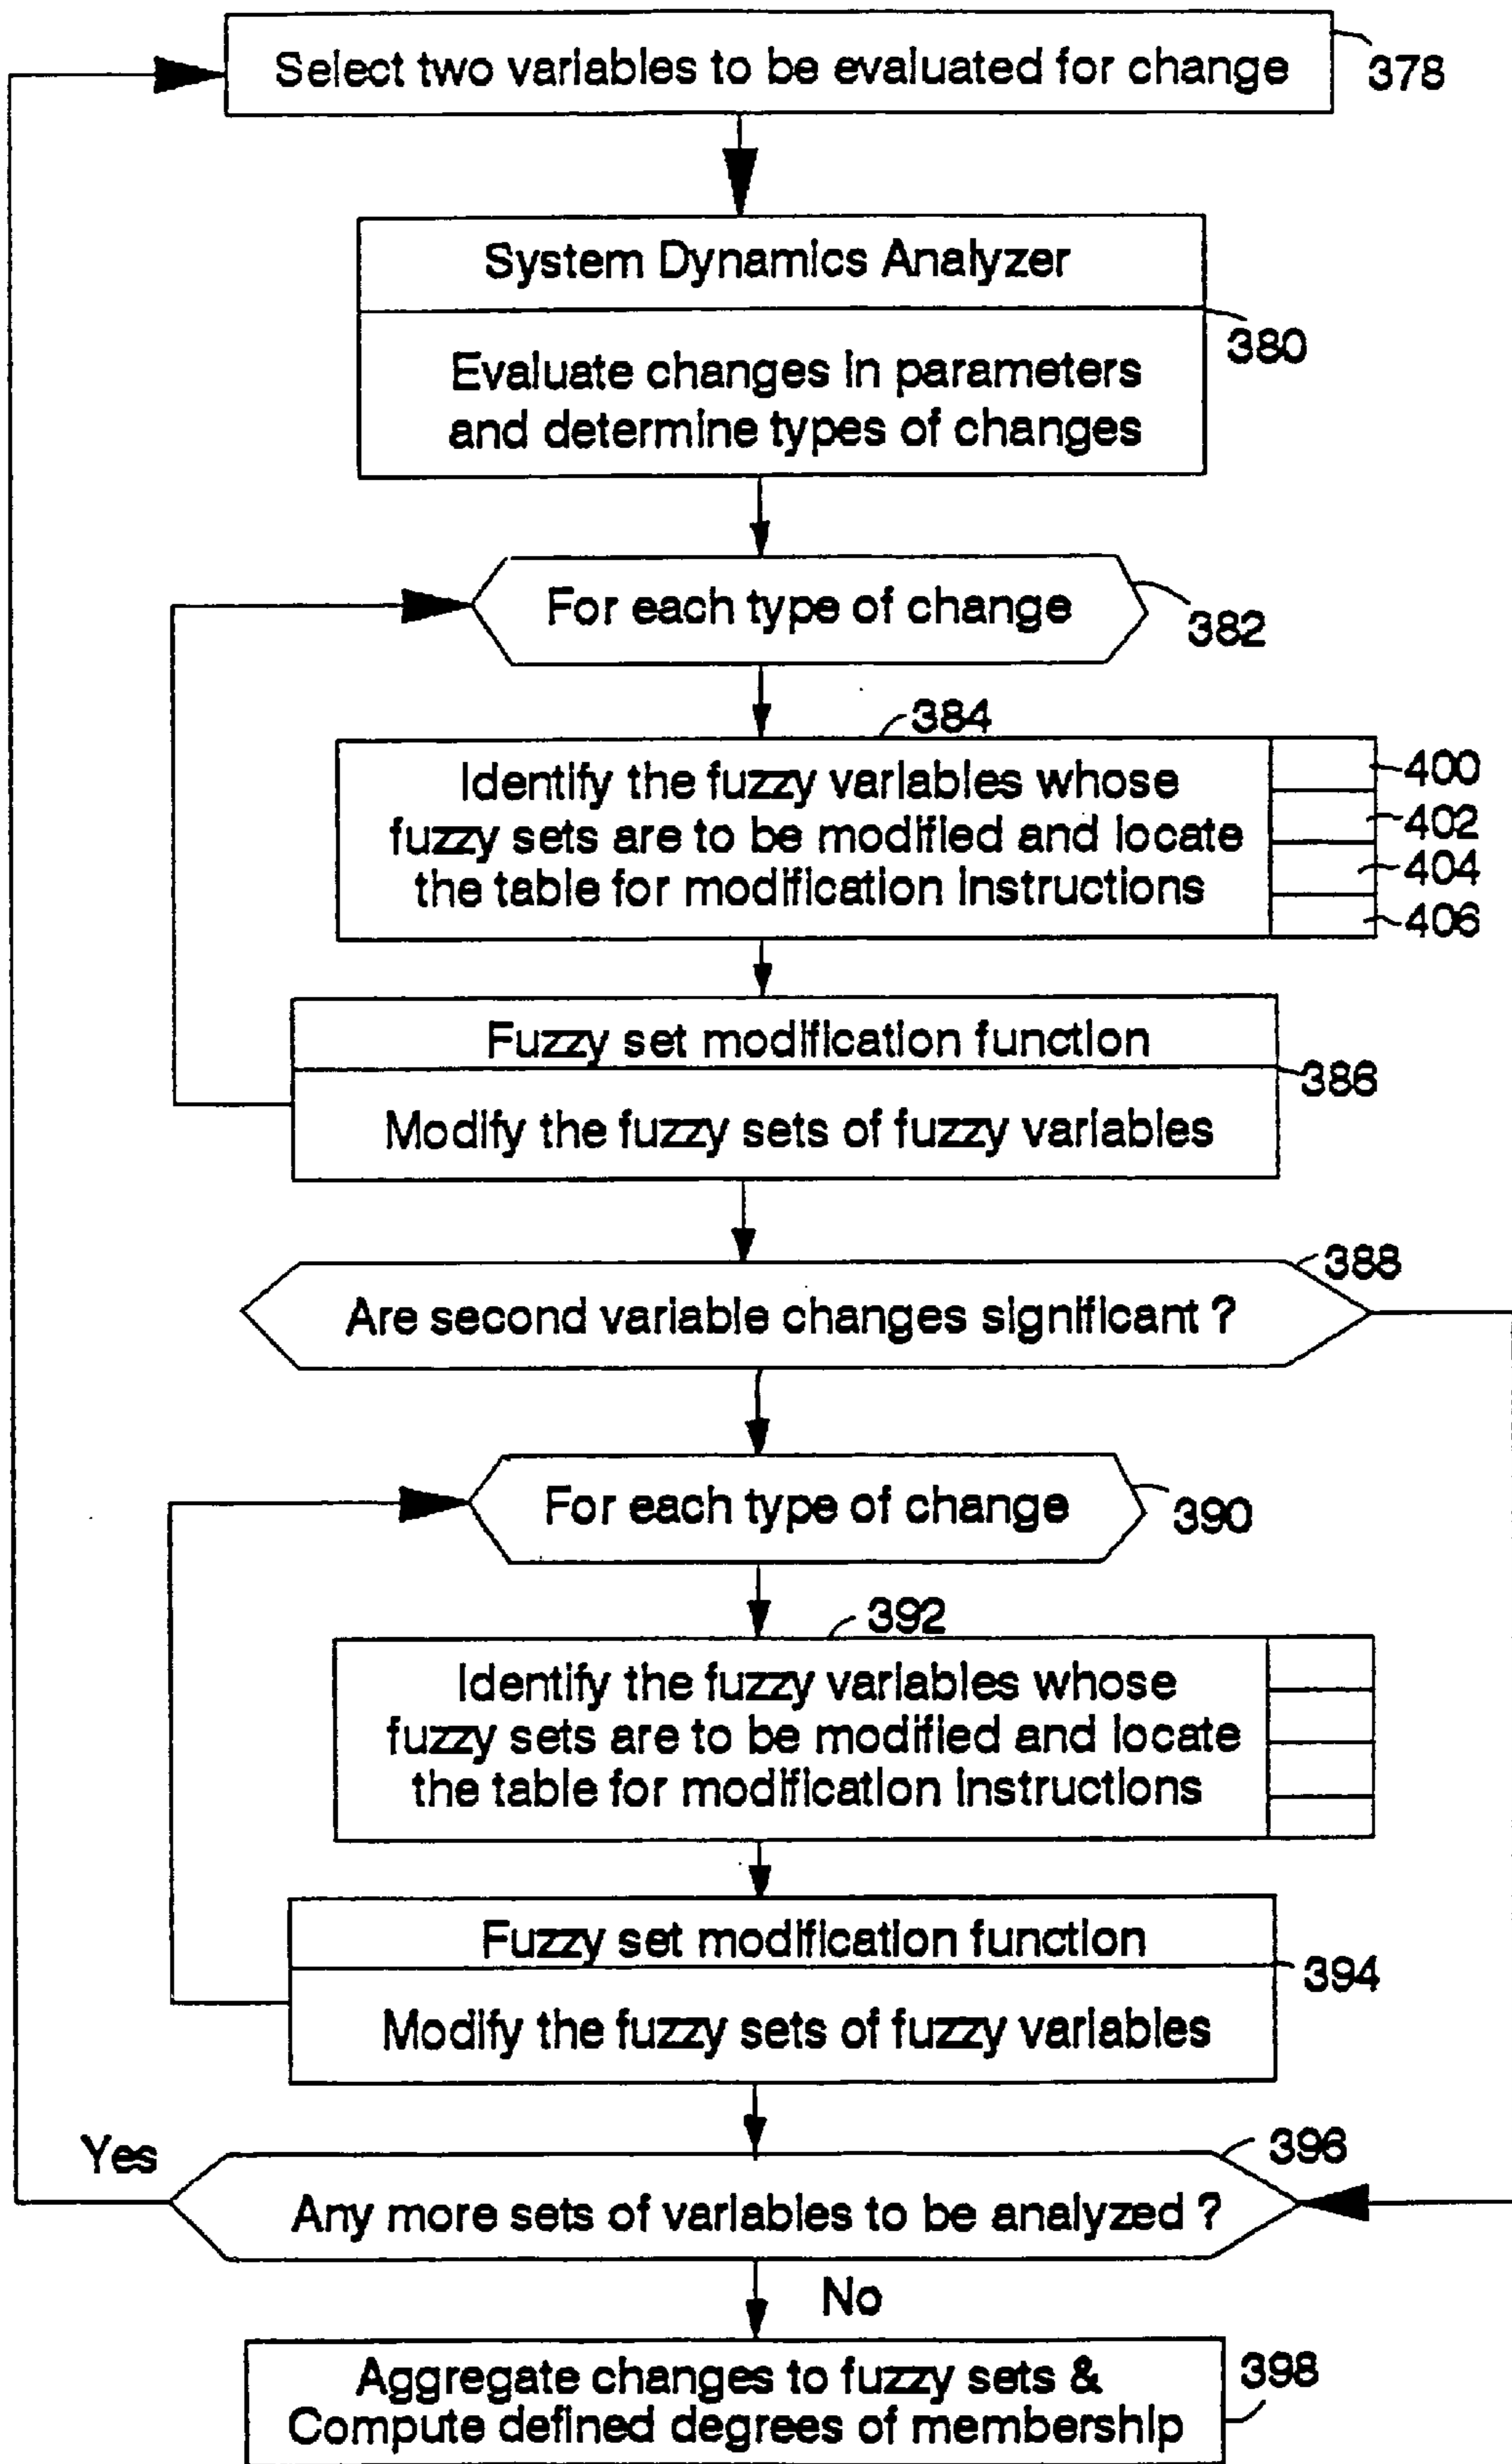 Select two variables to be evaluated for change
378
System Dynamics Analyzer
380
Evaluate changes in parameters
and determine types of changes
For each type of change
382
384
Identify the fuzzy variables whose
fuzzy sets are to be modified and locate
the table for modification instructions
400
402
404
406
Fuzzy set modification function
386
Modify the fuzzy sets of fuzzy variables
388
Are second variable changes significant ?
For each type of change
390
392
Identify the fuzzy variables whose
fuzzy sets are to be modified and locate
the table for modification instructions
Fuzzy set modification function
394
Modify the fuzzy sets of fuzzy variables
Yes
396
Any more sets of variables to be analyzed ?
No
Aggregate changes to fuzzy sets &
Compute defined degrees of membership
398